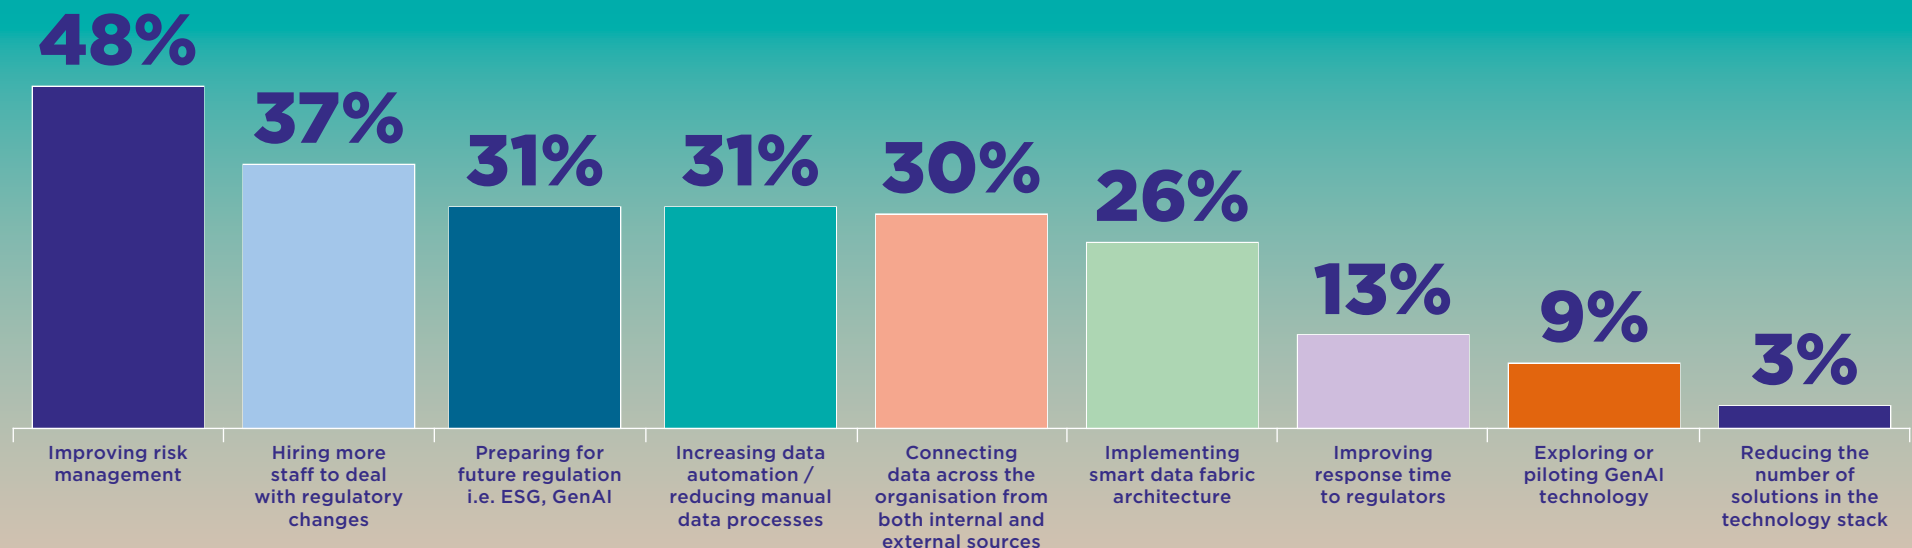 48%
37%
31%
31%
30%
26%
13%
9%
3%
Improving risk
management
Hiring more
staff to deal
with regulatory
changes
Preparing for
future regulation
i.e. ESG, GenAI
Increasing data
automation /
reducing manual
data processes
Connecting
data across the
organisation from
both internal and
external sources
Implementing
smart data fabric
architecture
Improving
response time
to regulators
Exploring or
piloting GenAI
technology
Reducing the
number of
solutions in the
technology stack